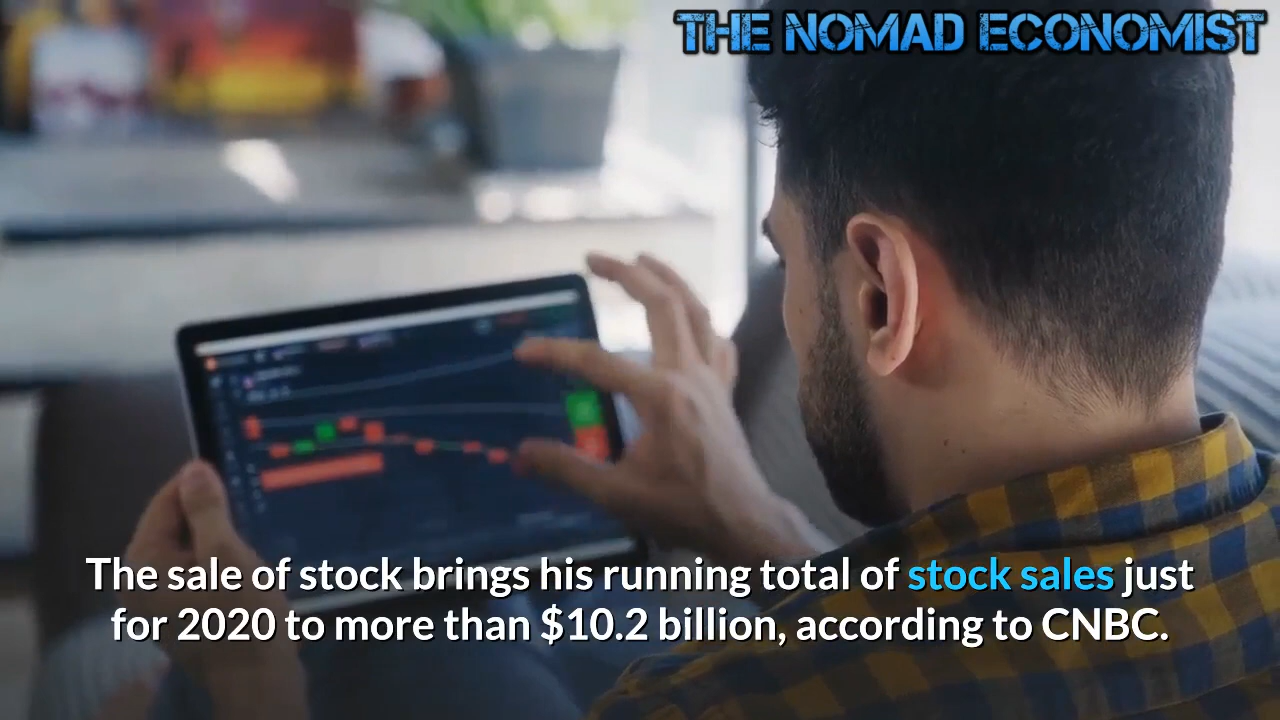 THE NOMAD ECONOMIST
The sale of stock brings his running total of stock sales just
for 2020 to more than $10.2 billion, according to CNBC.